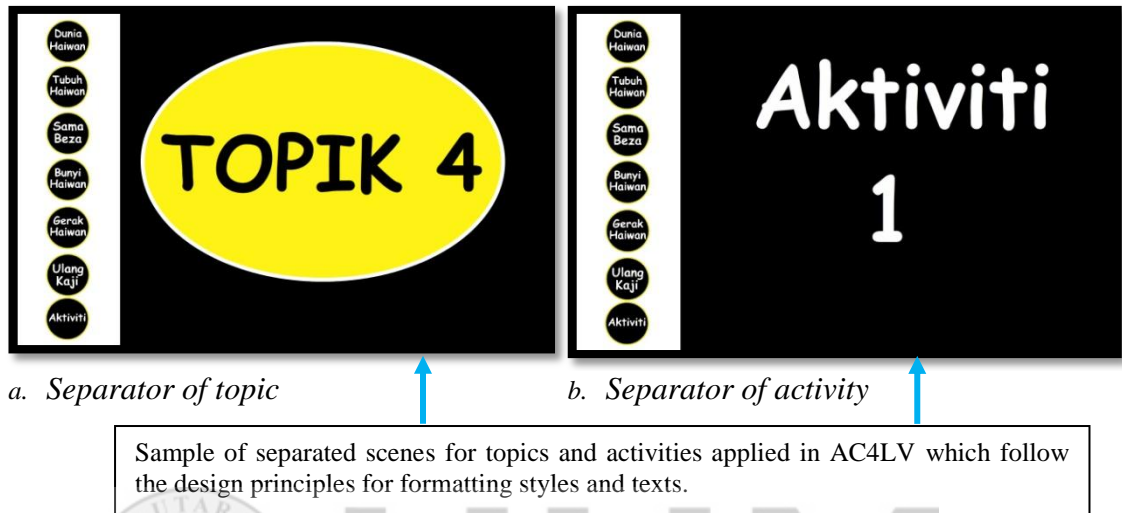 Dunia
Haiwan
Tubuh
Haiwan
Sama
Beza
Bunyi
Haiwan
Gerak
Haiwan
Ulang
Kaji
Aktiviti
TOPIK 4
Dunia
Haiwan
Tubuh
Haiwan
Sama
Beza
Bunyi
Haiwan
Gerak
Haiwan
Ulang
Kaji
Aktiviti
Aktiviti
1
a. Separator of topic
b. Separator of activity
Sample of separated scenes for topics and activities applied in AC4LV which follow
the design principles for formatting styles and texts.